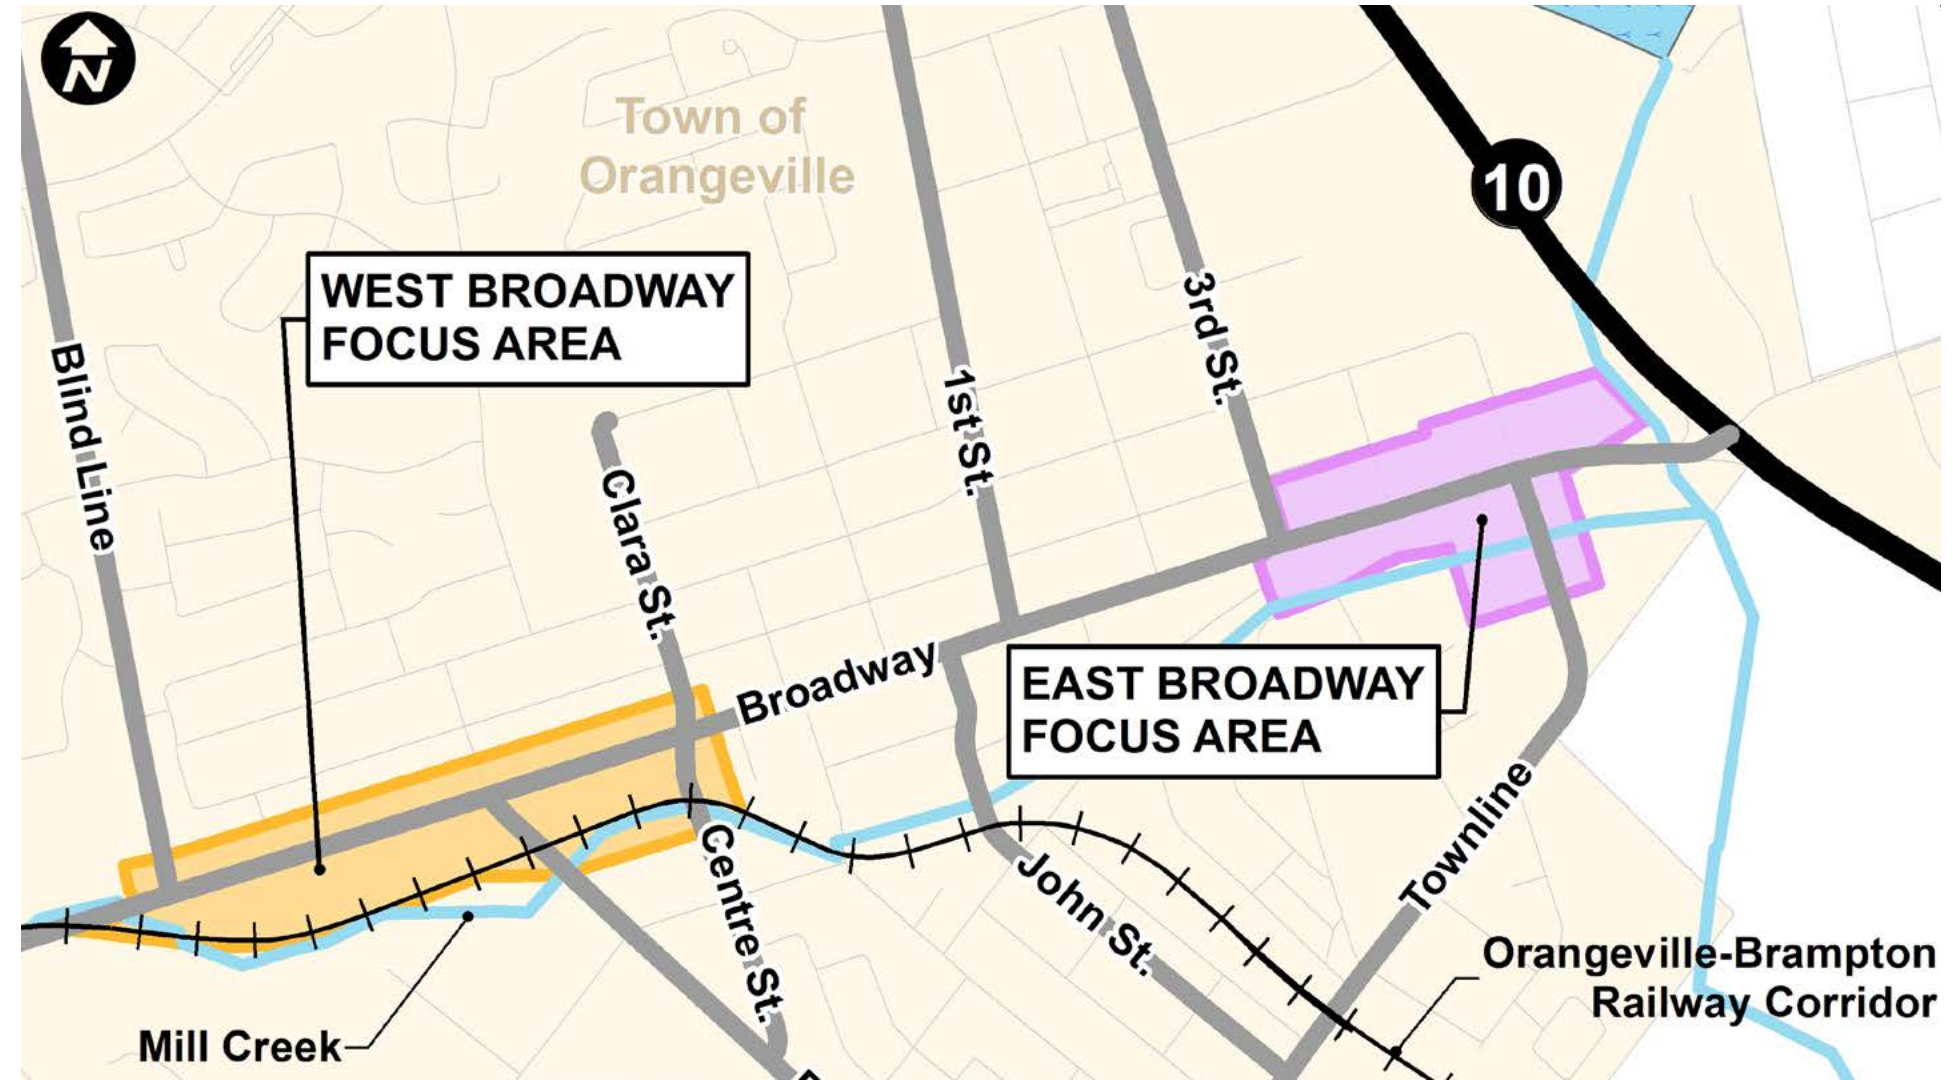 N
Town of
Orangeville
10
WEST BROADWAY
FOCUS AREA
3rd St.
Blind Line
1st St.
Clara St.
Broadway
EAST BROADWAY
FOCUS AREA
Townline
Centre St.
John St.
Orangeville-Brampton
Railway Corridor
Mill Creek